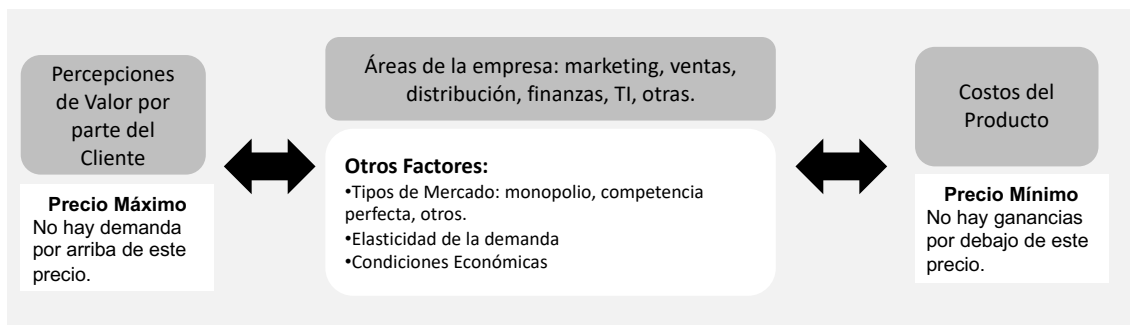 Percepciones
de Valor por
parte del
Cliente
Precio Máximo
No hay demanda
por arriba de este
precio.
Áreas de la empresa: marketing, ventas,
distribución, finanzas, TI, otras.
Otros Factores:
•Tipos de Mercado: monopolio, competencia
perfecta, otros.
•Elasticidad de la demanda
•Condiciones Económicas
Costos del
Producto
Precio Mínimo
No hay ganancias
por debajo de este
precio.